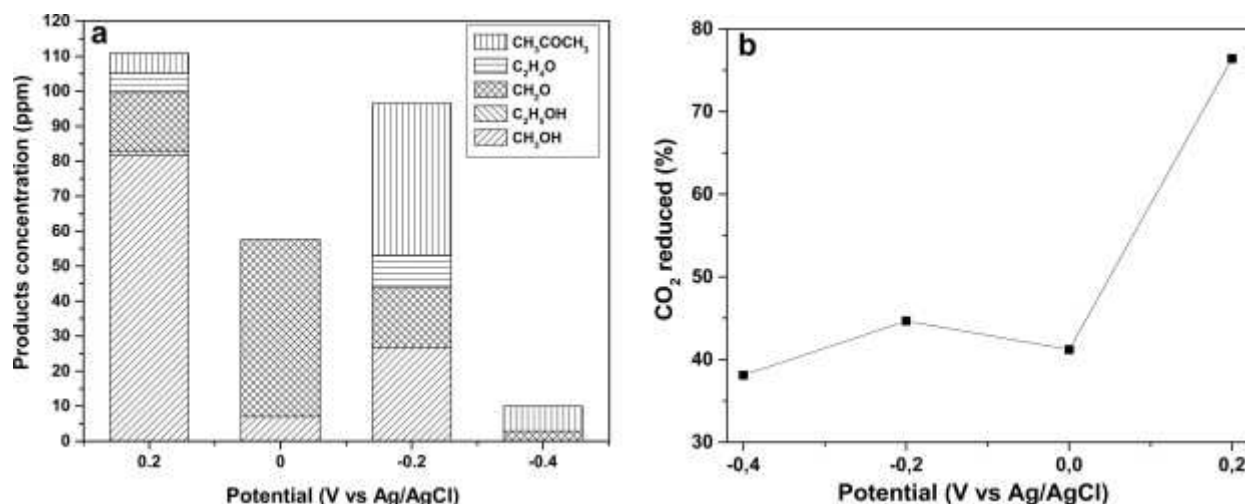 a
Products concentration (ppm)
120
110
100
90
80
70
60
50
40
30
20
10
0
CH₃COCH₃
C₂H₄O
CH₂O
C₂H₅OH
CH₃OH
0.2
0
-0.2
-0.4
Potential (V vs Ag/AgCl)
b
CO₂ reduced (%)
80
70
60
50
40
30
-0,4
-0,2
0,0
0,2
Potential (V vs Ag/AgCl)